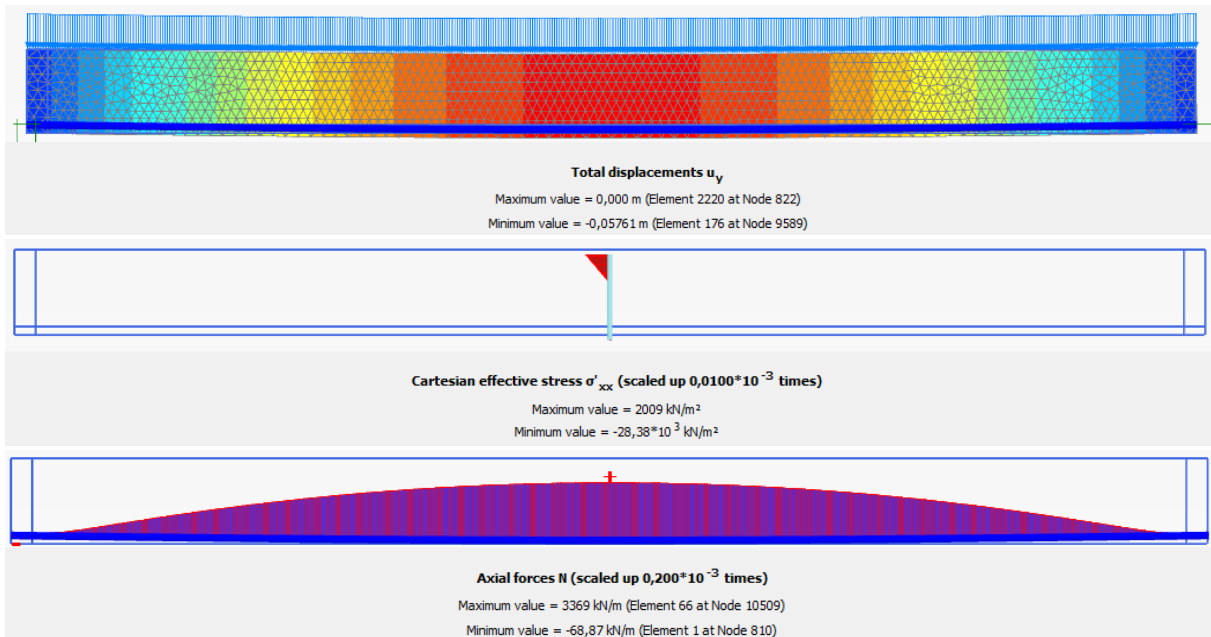 Total displacements uy
Maximum value = 0,000 m (Element 2220 at Node 822)
Minimum value = -0,05761 m (Element 176 at Node 9589)
Cartesian effective stress σ'xx (scaled up 0,0100*10⁻³ times)
Maximum value = 2009 kN/m²
Minimum value = -28,38*10³ kN/m²
Axial forces N (scaled up 0,200*10⁻³ times)
Maximum value = 3369 kN/m (Element 66 at Node 10509)
Minimum value = -68,87 kN/m (Element 1 at Node 810)